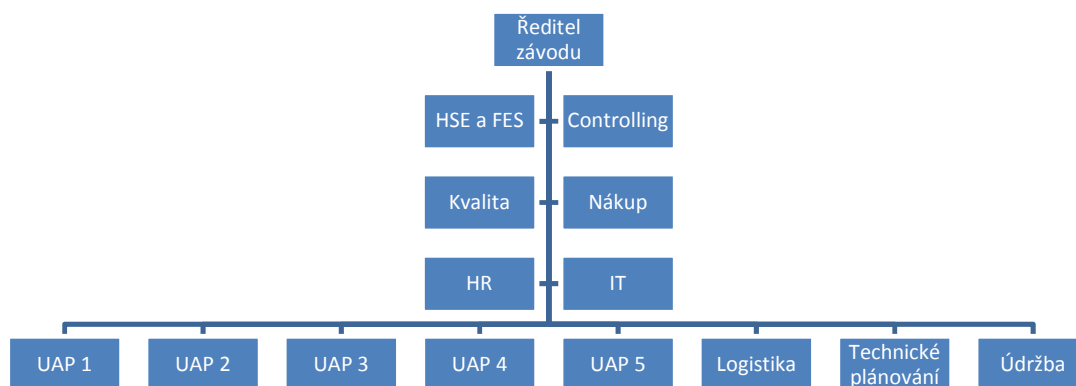 Ředitel
závodu
HSE a FES
Controlling
Kvalita
Nákup
HR
IT
UAP 1
UAP 2
UAP 3
UAP 4
UAP 5
Logistika
Technické
plánování
Údržba